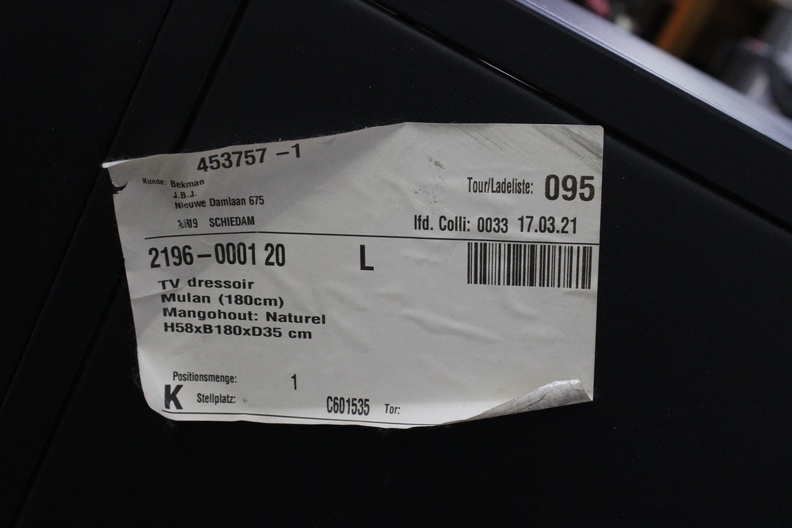 453757 -1
Kunde: Bekman
J.B.J.
Nieuwe Damlaan 675
SCHIEDAM
Tour/Ladeliste: 095
lfd. Colli: 0033 17.03.21
2196-0001 20 L
TV dressoir
Mulan (180cm)
Mangohout: Naturel
H58xB180xD35 cm
Positionsmenge: 1
K Stellplatz: C601535 Tor: